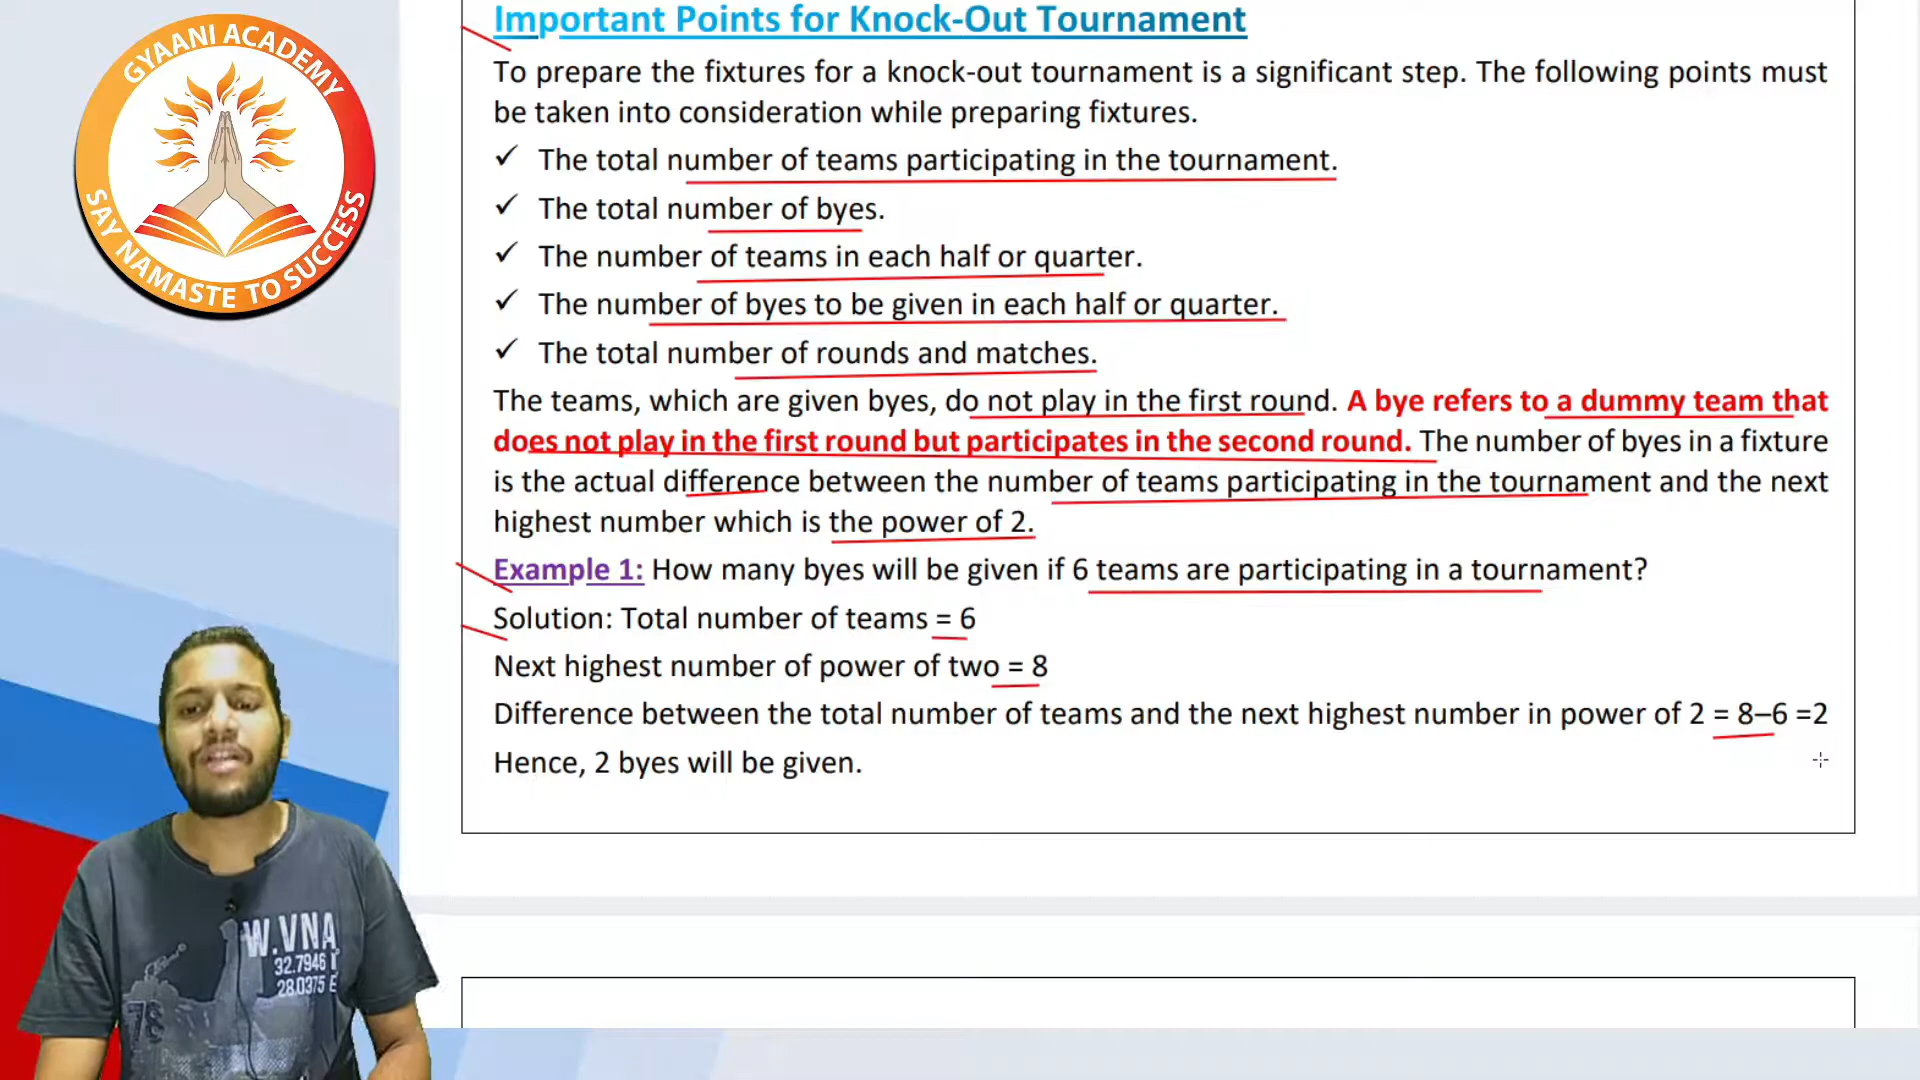 GYAANI ACADEMY
SAY NAMASTE TO SUCCESS
Important Points for Knock-Out Tournament
To prepare the fixtures for a knock-out tournament is a significant step. The following points must
be taken into consideration while preparing fixtures.
✓ The total number of teams participating in the tournament.
✓ The total number of byes.
✓ The number of teams in each half or quarter.
✓ The number of byes to be given in each half or quarter.
✓ The total number of rounds and matches.
The teams, which are given byes, do not play in the first round. A bye refers to a dummy team that
does not play in the first round but participates in the second round. The number of byes in a fixture
is the actual difference between the number of teams participating in the tournament and the next
highest number which is the power of 2.
Example 1: How many byes will be given if 6 teams are participating in a tournament?
Solution: Total number of teams = 6
Next highest number of power of two = 8
Difference between the total number of teams and the next highest number in power of 2 = 8–6 =2
Hence, 2 byes will be given.
W.VNA
32.7946
28.0375 E
78